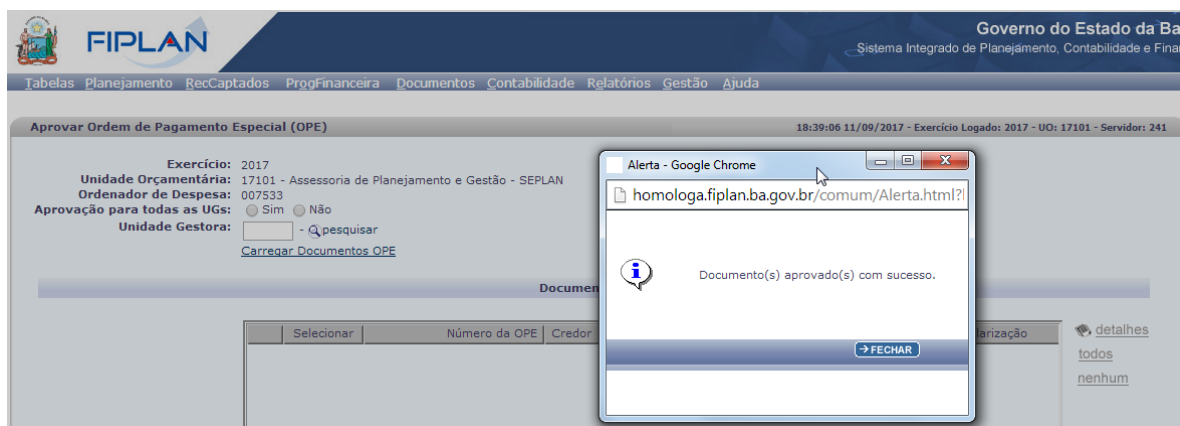 FIPLAN
Governo do Estado da Ba
Sistema Integrado de Planejamento, Contabilidade e Fina
Tabelas Planejamento RecCaptados ProgFinanceira Documentos Contabilidade Relatórios Gestão Ajuda
Aprovar Ordem de Pagamento Especial (OPE) 18:39:06 11/09/2017 - Exercício Logado: 2017 - UO: 17101 - Servidor: 241
Exercício: 2017
Unidade Orçamentária: 17101 - Assessoria de Planejamento e Gestão - SEPLAN
Ordenador de Despesa: 007533
Aprovação para todas as UGs: Sim Não
Unidade Gestora: - pesquisar
Carregar Documentos OPE
Documen
Selecionar Número da OPE Credor larização
detalhes
todos
nenhum
Alerta - Google Chrome
homologa.fiplan.ba.gov.br/comum/Alerta.html?
Documento(s) aprovado(s) com sucesso.
FECHAR